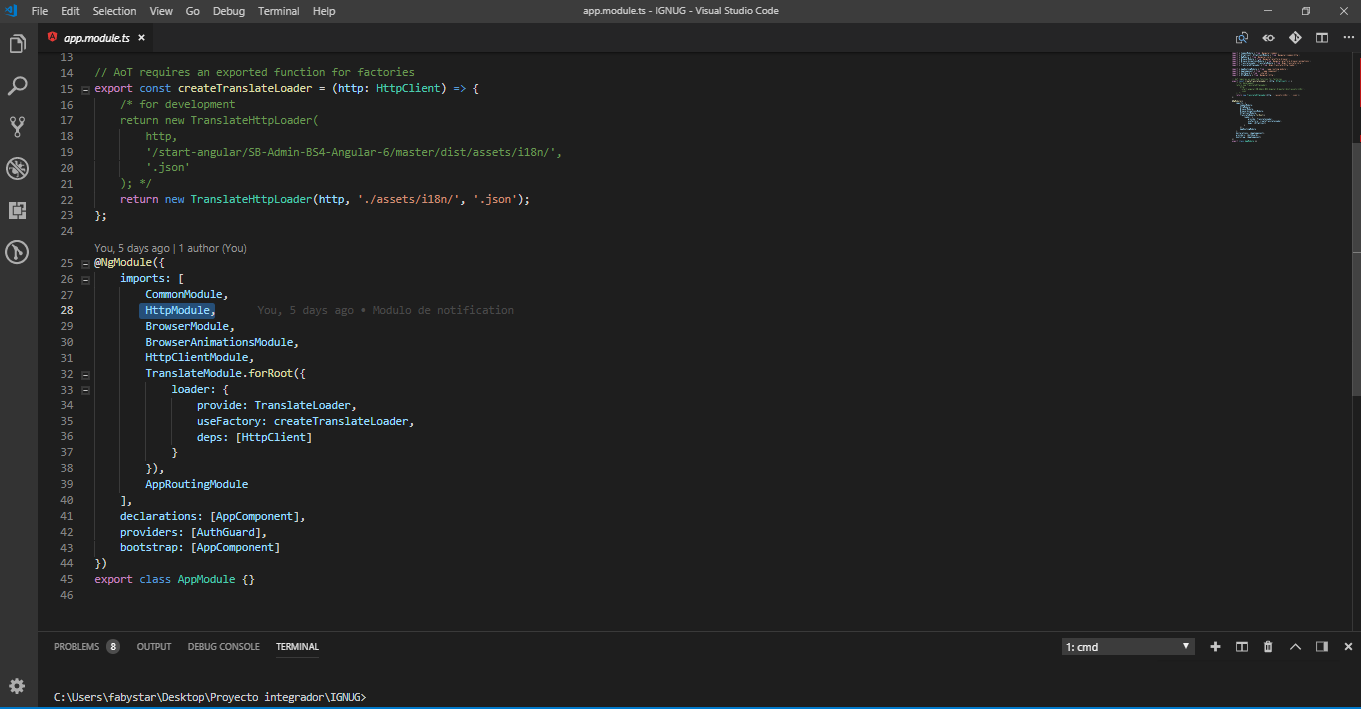 File Edit Selection View Go Debug Terminal Help
app.module.ts - IGNUG - Visual Studio Code
app.module.ts
13
14 // AoT requires an exported function for factories
15 export const createTranslateLoader = (http: HttpClient) => {
16 /* for development
17 return new TranslateHttpLoader(
18 http,
19 '/start-angular/SB-Admin-BS4-Angular-6/master/dist/assets/i18n/',
20 '.json'
21 ); */
22 return new TranslateHttpLoader(http, './assets/i18n/', '.json');
23 };
24
You, 5 days ago | 1 author (You)
25 @NgModule({
26 imports: [
27 CommonModule,
28 HttpModule, You, 5 days ago • Modulo de notification
29 BrowserModule,
30 BrowserAnimationsModule,
31 HttpClientModule,
32 TranslateModule.forRoot({
33 loader: {
34 provide: TranslateLoader,
35 useFactory: createTranslateLoader,
36 deps: [HttpClient]
37 }
38 }),
39 AppRoutingModule
40 ],
41 declarations: [AppComponent],
42 providers: [AuthGuard],
43 bootstrap: [AppComponent]
44 })
45 export class AppModule {}
46
PROBLEMS 8 OUTPUT DEBUG CONSOLE TERMINAL
1: cmd
C:\Users\fabystar\Desktop\Proyecto integrador\IGNUG>